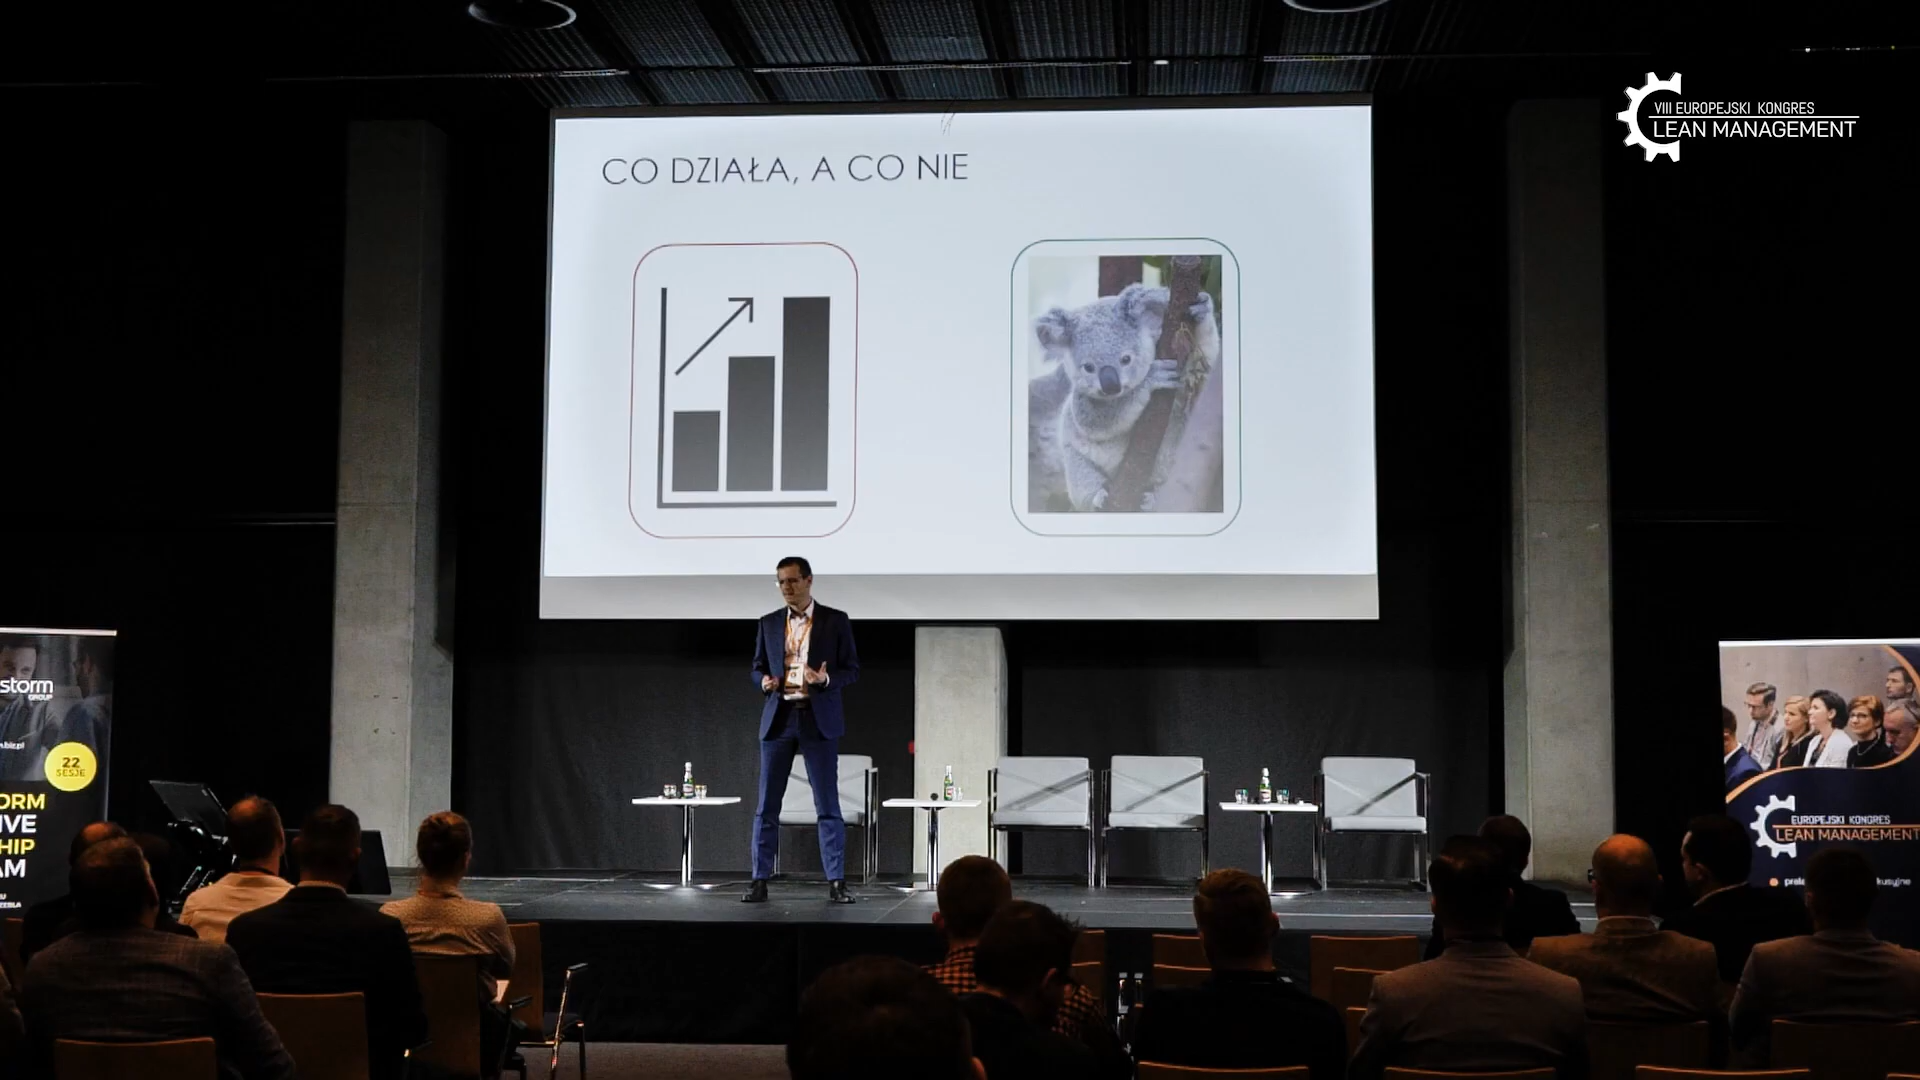 VIII EUROPEJSKI KONGRES
LEAN MANAGEMENT
CO DZIAŁA, A CO NIE
storm
GROUP
22
SESJE
ORM
IVE
HIP
AM
EUROPEJSKI KONGRES
LEAN MANAGEMENT